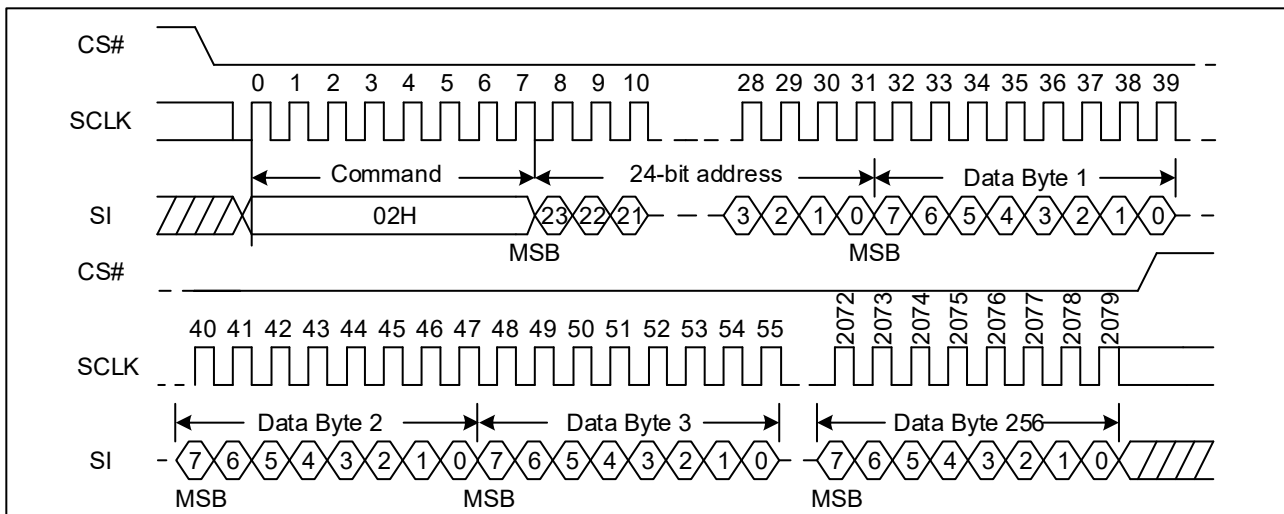 CS#
0 1 2 3 4 5 6 7 8 9 10 28 29 30 31 32 33 34 35 36 37 38 39
SCLK
Command 24-bit address Data Byte 1
SI 02H 23 22 21 3 2 1 0 7 6 5 4 3 2 1 0
MSB MSB
CS#
40 41 42 43 44 45 46 47 48 49 50 51 52 53 54 55 2072 2073 2074 2075 2076 2077 2078 2079
SCLK
Data Byte 2 Data Byte 3 Data Byte 256
SI 7 6 5 4 3 2 1 0 7 6 5 4 3 2 1 0 7 6 5 4 3 2 1 0
MSB MSB MSB